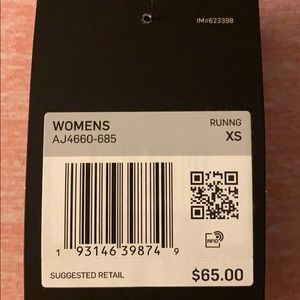 IM#623398
WOMENS RUNNG
AJ4660-685 XS
1 93146 39874 9
RFID
SUGGESTED RETAIL $65.00